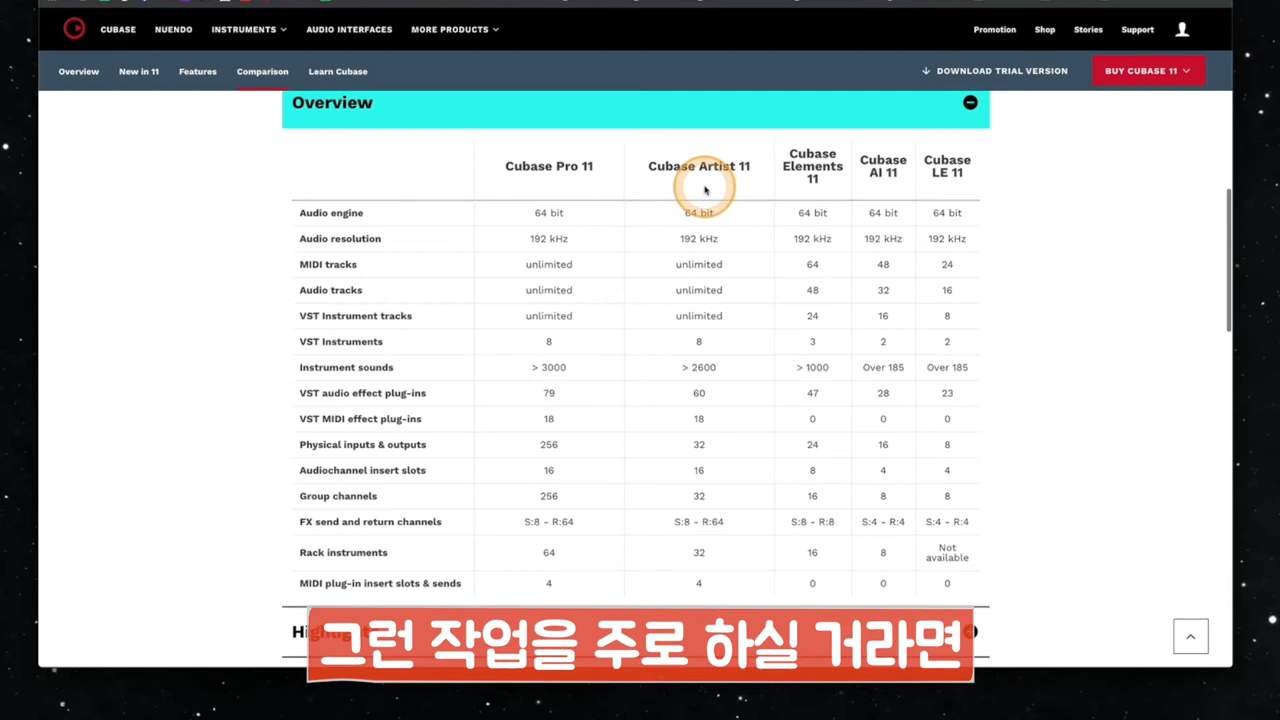 CUBASE NUENDO INSTRUMENTS AUDIO INTERFACES MORE PRODUCTS Promotion Shop Stories Support
Overview New in 11 Features Comparison Learn Cubase DOWNLOAD TRIAL VERSION BUY CUBASE 11
Overview
Cubase Pro 11 Cubase Artist 11 Cubase Elements 11 Cubase AI 11 Cubase LE 11
Audio engine 64 bit 64 bit 64 bit 64 bit 64 bit
Audio resolution 192 kHz 192 kHz 192 kHz 192 kHz 192 kHz
MIDI tracks unlimited unlimited 64 48 24
Audio tracks unlimited unlimited 48 32 16
VST Instrument tracks unlimited unlimited 24 16 8
VST Instruments 8 8 3 2 2
Instrument sounds > 3000 > 2600 > 1000 Over 185 Over 185
VST audio effect plug-ins 79 60 47 28 23
VST MIDI effect plug-ins 18 18 0 0 0
Physical inputs & outputs 256 32 24 16 8
Audiochannel insert slots 16 16 8 4 4
Group channels 256 32 16 8 8
FX send and return channels S:8 - R:64 S:8 - R:64 S:8 - R:8 S:4 - R:4 S:4 - R:4
Rack instruments 64 32 16 8 Not available
MIDI plug-in insert slots & sends 4 4 0 0 0
그런 작업을 주로 하실 거라면